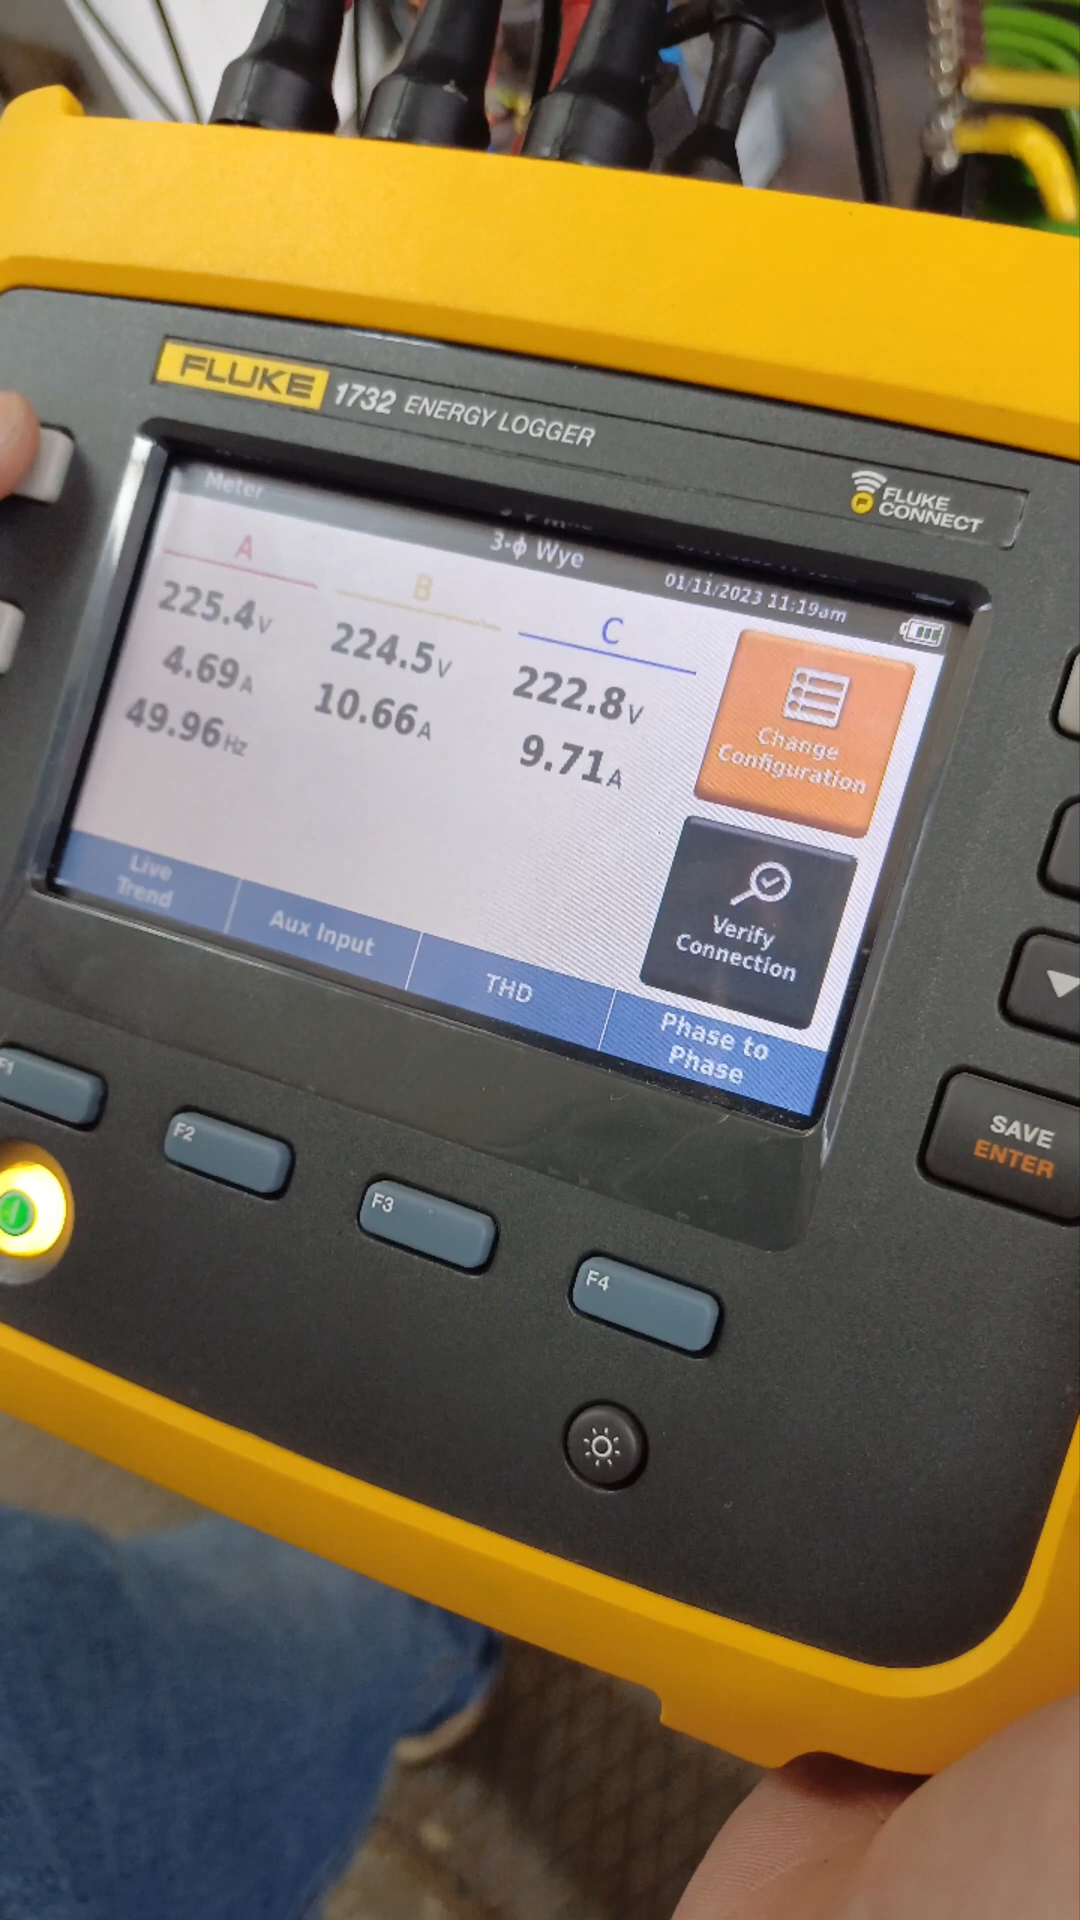 FLUKE 1732 ENERGY LOGGER
FLUKE
CONNECT
Meter
3-ϕ Wye
01/11/2023 11:19am
A
B
C
225.4V
224.5V
222.8V
4.69A
10.66A
9.71A
49.96Hz
Change
Configuration
Verify
Connection
Live
Trend
Aux Input
THD
Phase to
Phase
F1
F2
F3
F4
SAVE
ENTER